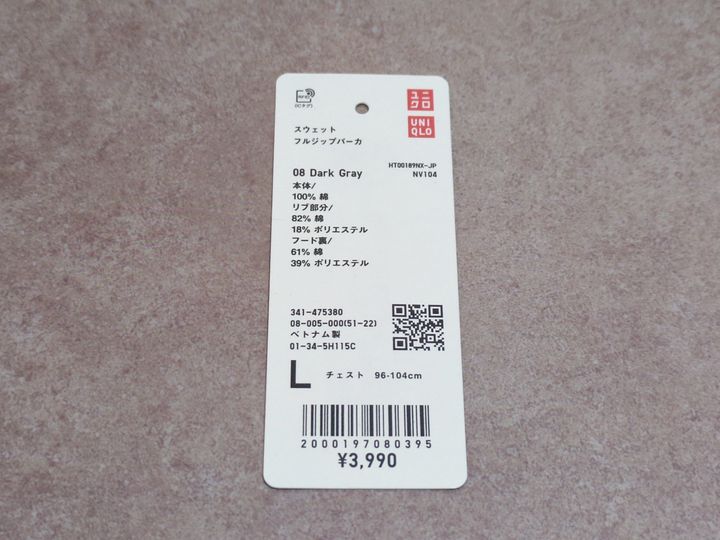 RFID
(ICタグ)
ユニ
クロ
UNI
QLO
スウェット
フルジップパーカ
HT00189NX-JP
08 Dark Gray NV104
本体/
100% 綿
リブ部分/
82% 綿
18% ポリエステル
フード裏/
61% 綿
39% ポリエステル
341-475380
08-005-000(51-22)
ベトナム製
01-34-5H115C
L チェスト 96-104cm
2000197080395
¥3,990